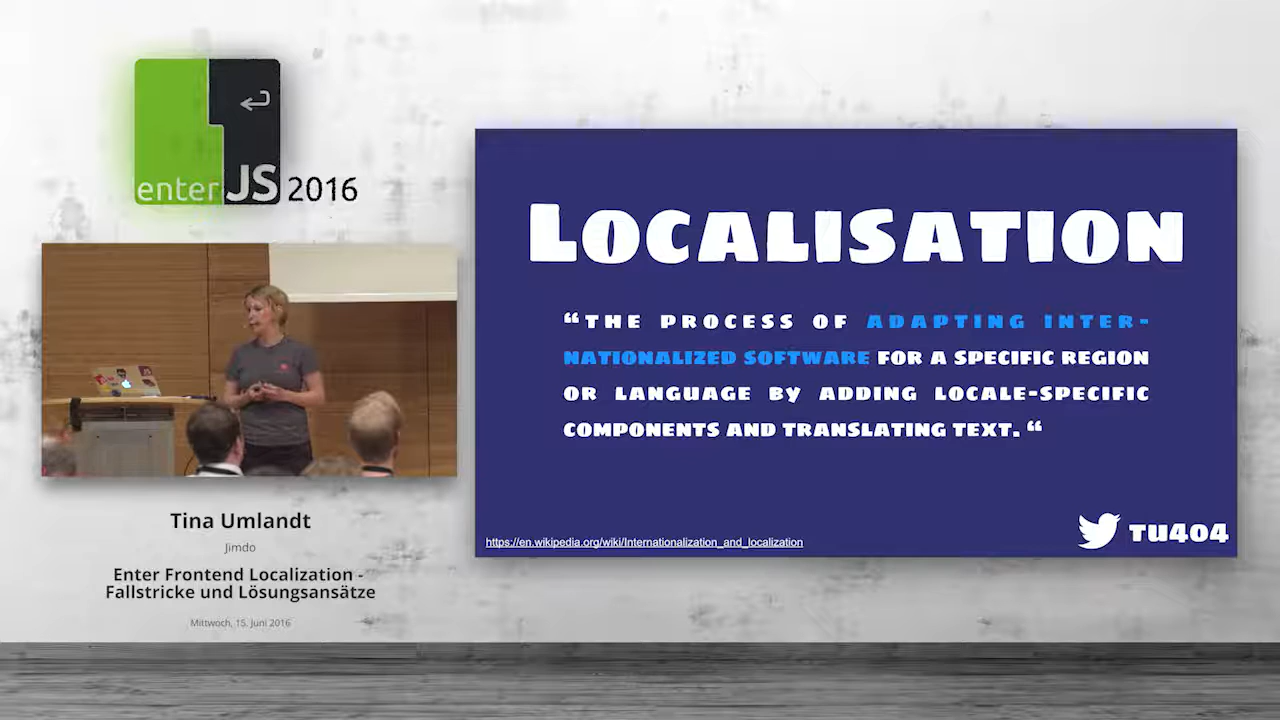 enterJS 2016
Tina Umlandt
Jimdo
Enter Frontend Localization -
Fallstricke und Lösungsansätze
Mittwoch, 15. Juni 2016
LOCALISATION
“THE PROCESS OF ADAPTING INTER-
NATIONALIZED SOFTWARE FOR A SPECIFIC REGION
OR LANGUAGE BY ADDING LOCALE-SPECIFIC
COMPONENTS AND TRANSLATING TEXT. “
https://en.wikipedia.org/wiki/Internationalization_and_localization
TU404